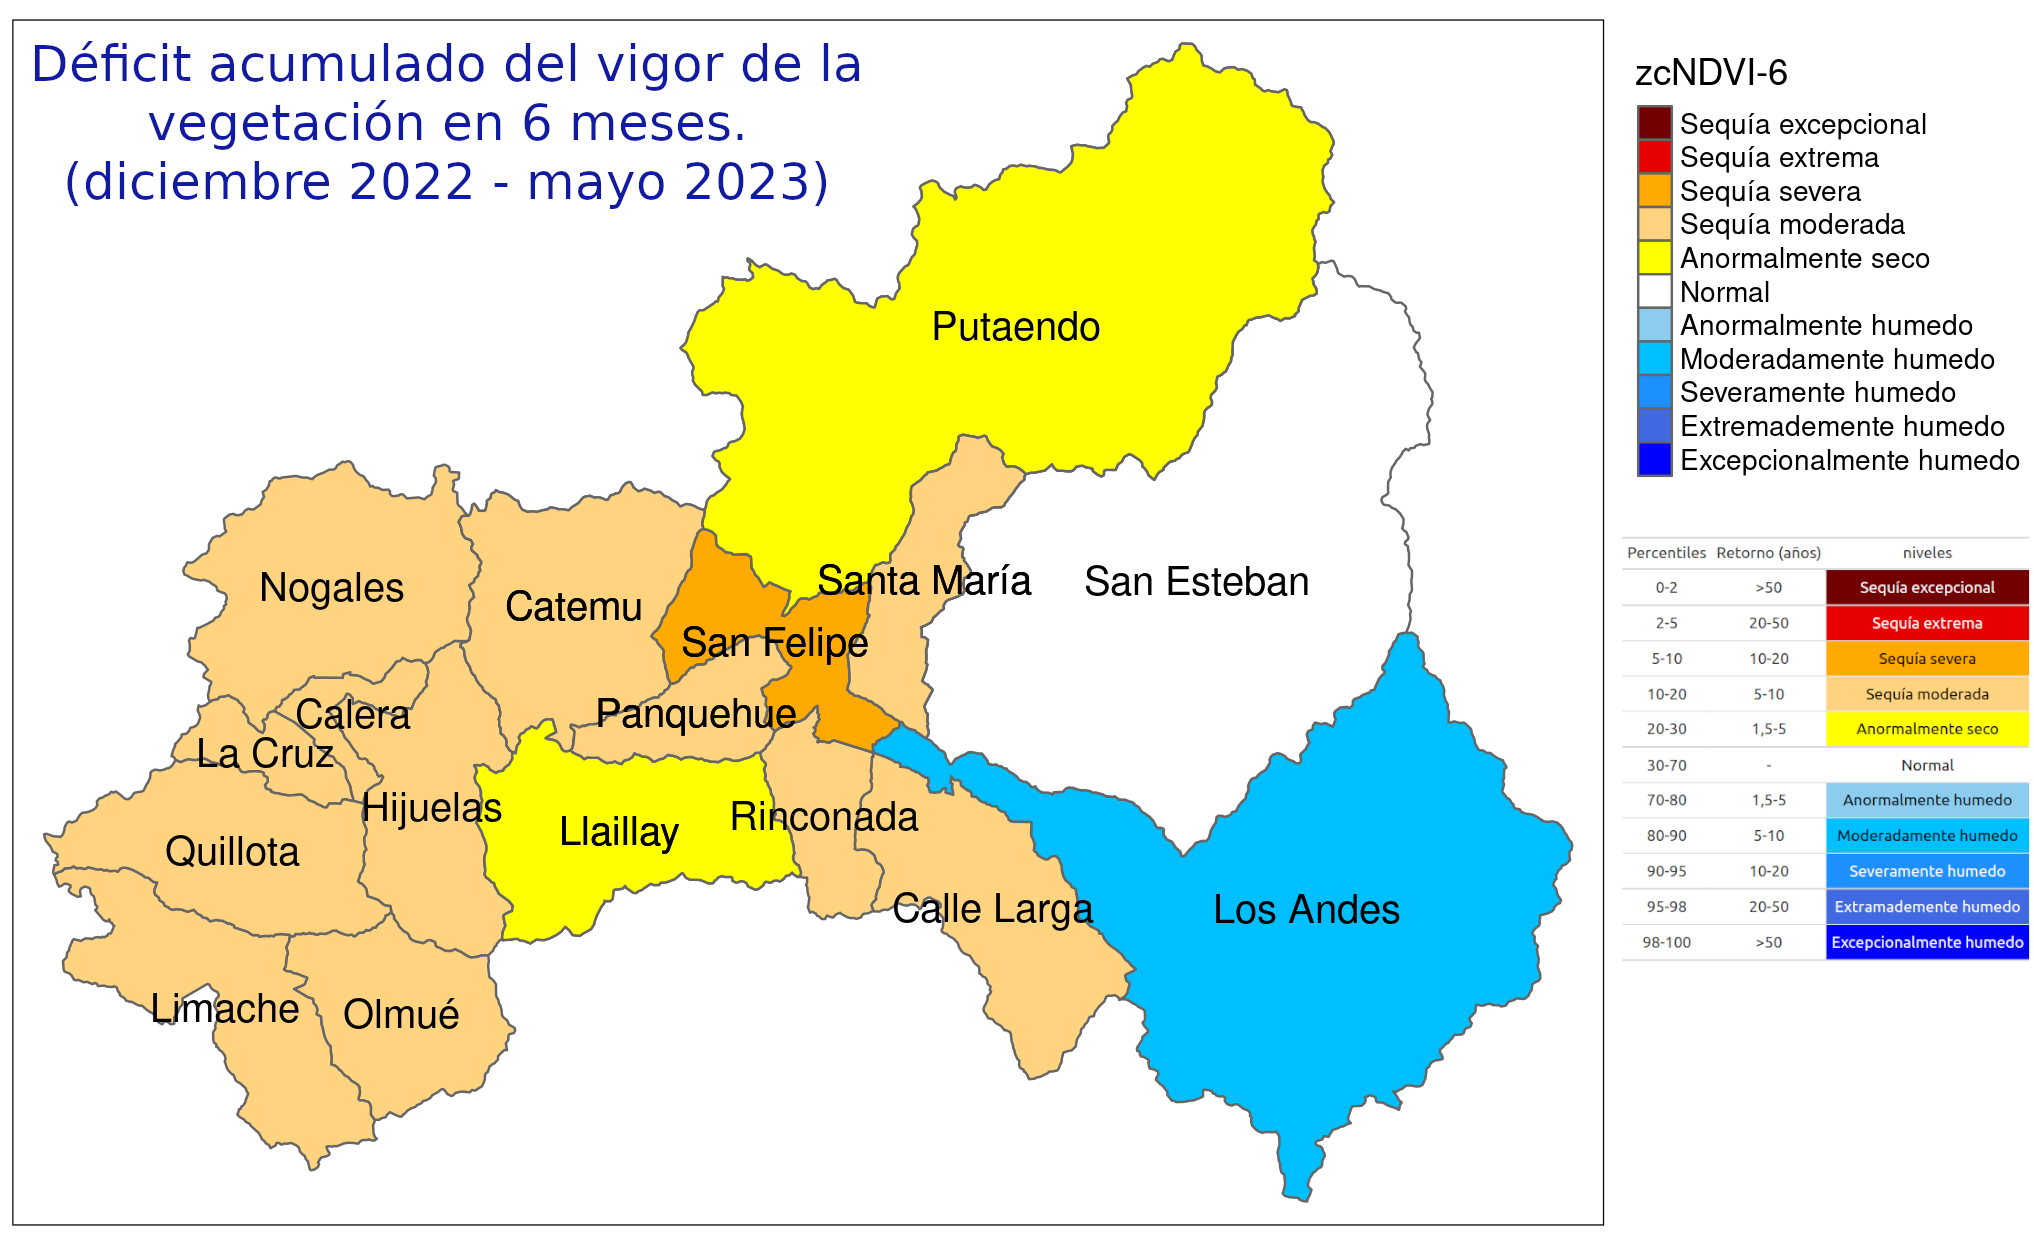 Déficit acumulado del vigor de la
vegetación en 6 meses.
(diciembre 2022 - mayo 2023)
Putaendo
Santa María
San Esteban
Nogales
Catemu
San Felipe
Calera
Panquehue
La Cruz
Hijuelas
Rinconada
Llaillay
Quillota
Calle Larga
Los Andes
Limache
Olmué
zcNDVI-6
Sequía excepcional
Sequía extrema
Sequía severa
Sequía moderada
Anormalmente seco
Normal
Anormalmente humedo
Moderadamente humedo
Severamente humedo
Extremademente humedo
Excepcionalmente humedo
Percentiles Retorno (años) niveles
0-2 >50 Sequía excepcional
2-5 20-50 Sequía extrema
5-10 10-20 Sequía severa
10-20 5-10 Sequía moderada
20-30 1,5-5 Anormalmente seco
30-70 - Normal
70-80 1,5-5 Anormalmente humedo
80-90 5-10 Moderadamente humedo
90-95 10-20 Severamente humedo
95-98 20-50 Extramademente humedo
98-100 >50 Excepcionalmente humedo